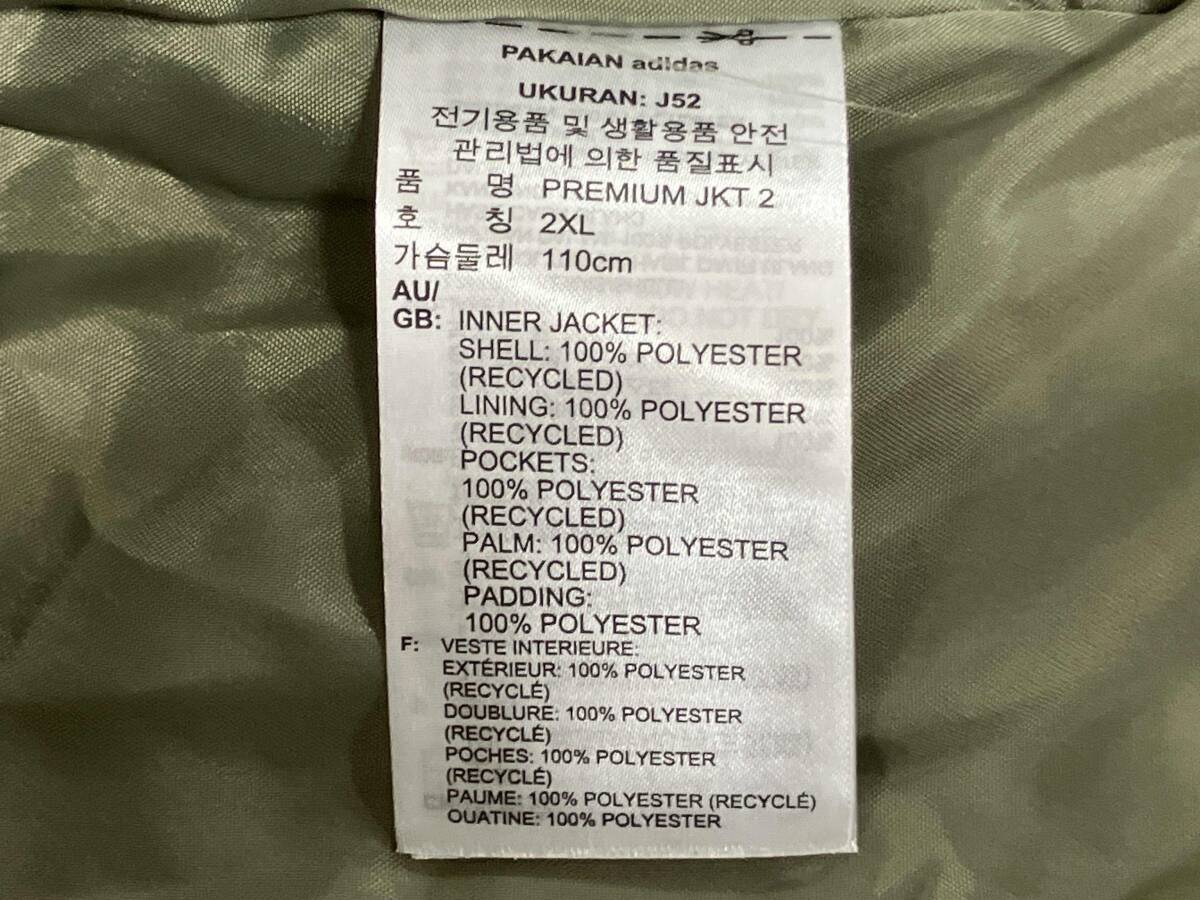 PAKAIAN adidas
UKURAN: J52
전기용품 및 생활용품 안전
관리법에 의한 품질표시
품 명 PREMIUM JKT 2
호 칭 2XL
가슴둘레 110cm
AU/
GB: INNER JACKET:
SHELL: 100% POLYESTER
(RECYCLED)
LINING: 100% POLYESTER
(RECYCLED)
POCKETS:
100% POLYESTER
(RECYCLED)
PALM: 100% POLYESTER
(RECYCLED)
PADDING:
100% POLYESTER
F: VESTE INTERIEURE:
EXTÉRIEUR: 100% POLYESTER
(RECYCLÉ)
DOUBLURE: 100% POLYESTER
(RECYCLÉ)
POCHES: 100% POLYESTER
(RECYCLÉ)
PAUME: 100% POLYESTER (RECYCLÉ)
OUATINE: 100% POLYESTER